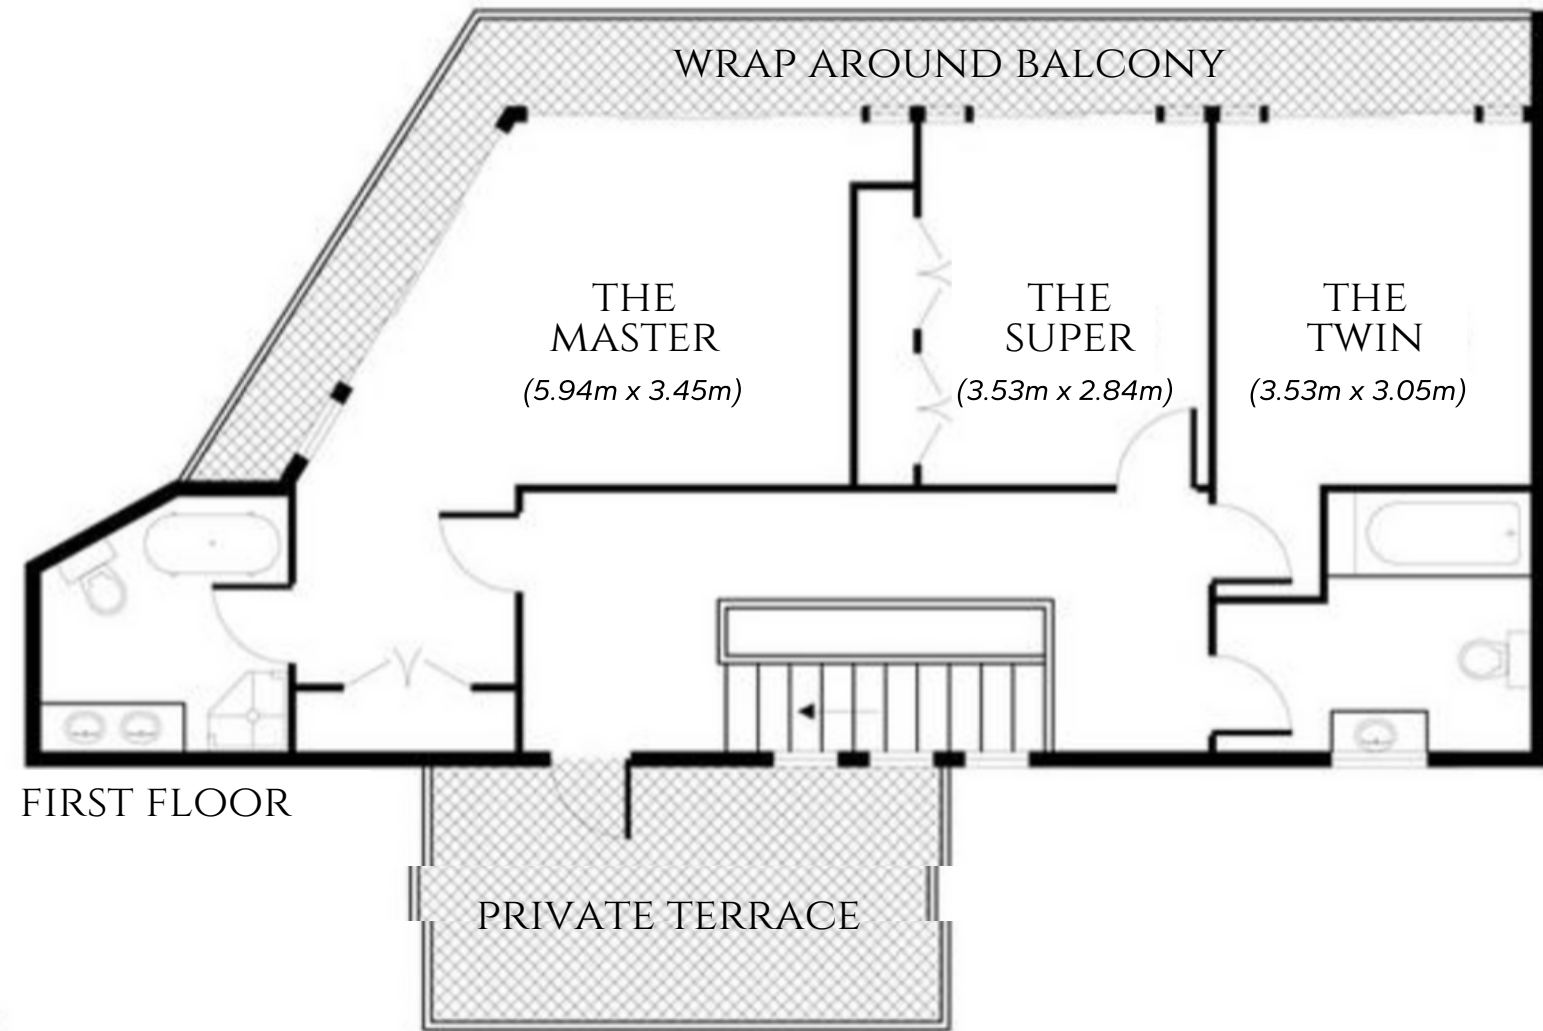 WRAP AROUND BALCONY
THE
MASTER
(5.94m x 3.45m)
THE
SUPER
(3.53m x 2.84m)
THE
TWIN
(3.53m x 3.05m)
FIRST FLOOR
PRIVATE TERRACE